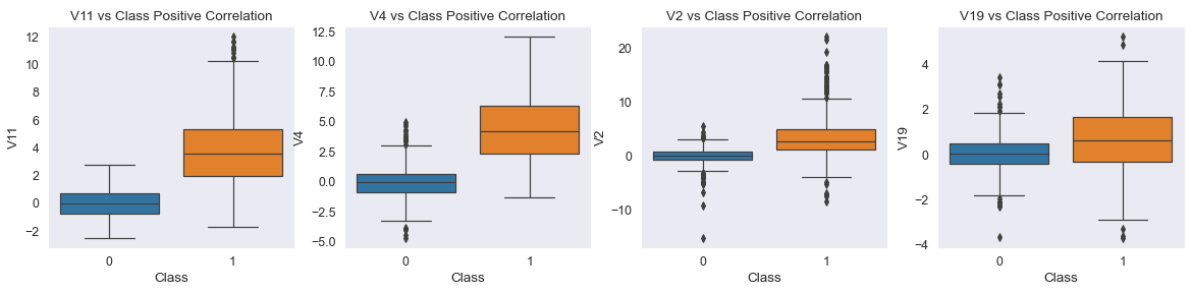 V11 vs Class Positive Correlation
12
10
8
6
4
2
0
−2
V11
0
1
Class
V4 vs Class Positive Correlation
12.5
10.0
7.5
5.0
2.5
0.0
−2.5
−5.0
V4
0
1
Class
V2 vs Class Positive Correlation
20
10
0
−10
V2
0
1
Class
V19 vs Class Positive Correlation
4
2
0
−2
−4
V19
0
1
Class